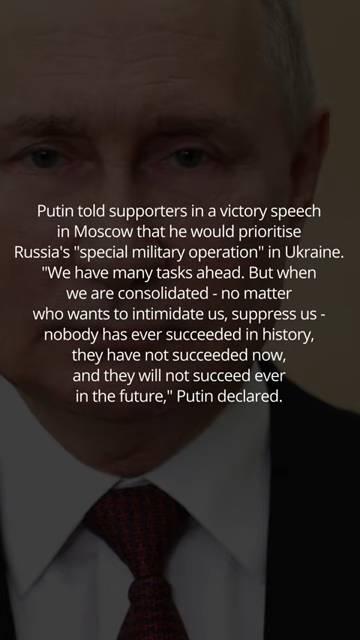 Putin told supporters in a victory speech
in Moscow that he would prioritise
Russia's "special military operation" in Ukraine.
"We have many tasks ahead. But when
we are consolidated - no matter
who wants to intimidate us, suppress us -
nobody has ever succeeded in history,
they have not succeeded now,
and they will not succeed ever
in the future," Putin declared.